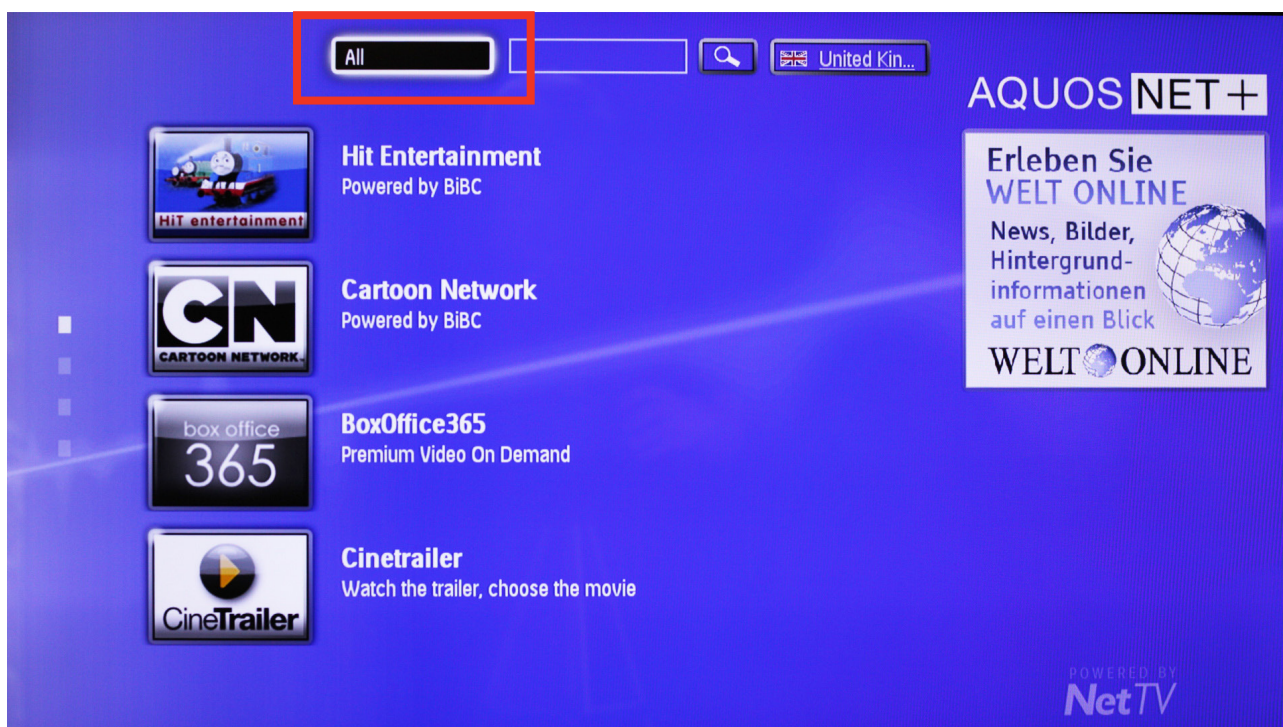 All
United Kin...
AQUOS NET+
HiT entertainment
Hit Entertainment
Powered by BiBC
CN
CARTOON NETWORK
Cartoon Network
Powered by BiBC
box office
365
BoxOffice365
Premium Video On Demand
CineTrailer
Cinetrailer
Watch the trailer, choose the movie
Erleben Sie
WELT ONLINE
News, Bilder,
Hintergrund-
informationen
auf einen Blick
WELT ONLINE
POWERED BY
NetTV